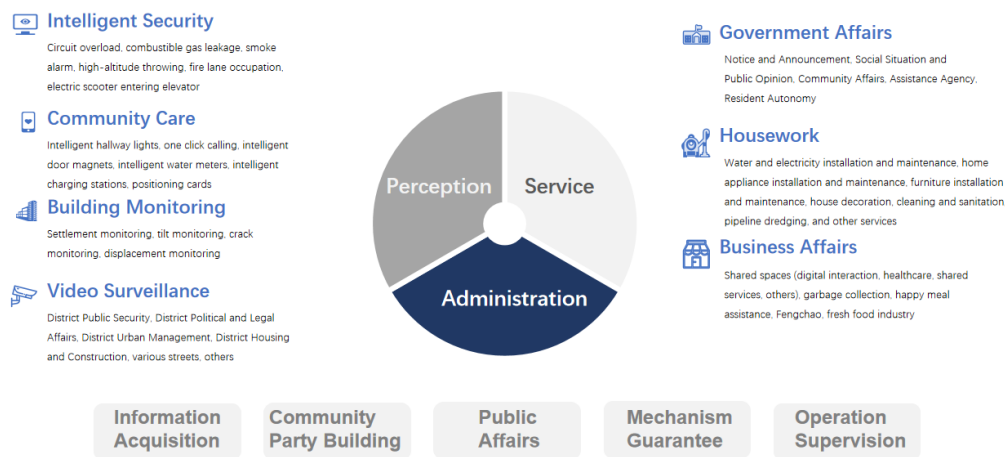 Intelligent Security
Circuit overload, combustible gas leakage, smoke
alarm, high-altitude throwing, fire lane occupation,
electric scooter entering elevator
Community Care
Intelligent hallway lights, one click calling, intelligent
door magnets, intelligent water meters, intelligent
charging stations, positioning cards
Building Monitoring
Settlement monitoring, tilt monitoring, crack
monitoring, displacement monitoring
Video Surveillance
District Public Security, District Political and Legal
Affairs, District Urban Management, District Housing
and Construction, various streets, others
Perception
Service
Administration
Government Affairs
Notice and Announcement, Social Situation and
Public Opinion, Community Affairs, Assistance Agency,
Resident Autonomy
Housework
Water and electricity installation and maintenance, home
appliance installation and maintenance, furniture installation
and maintenance, house decoration, cleaning and sanitation
pipeline dredging, and other services
Business Affairs
Shared spaces (digital interaction, healthcare, shared
services, others), garbage collection, happy meal
assistance, Fengchao, fresh food industry
Information
Acquisition
Community
Party Building
Public
Affairs
Mechanism
Guarantee
Operation
Supervision